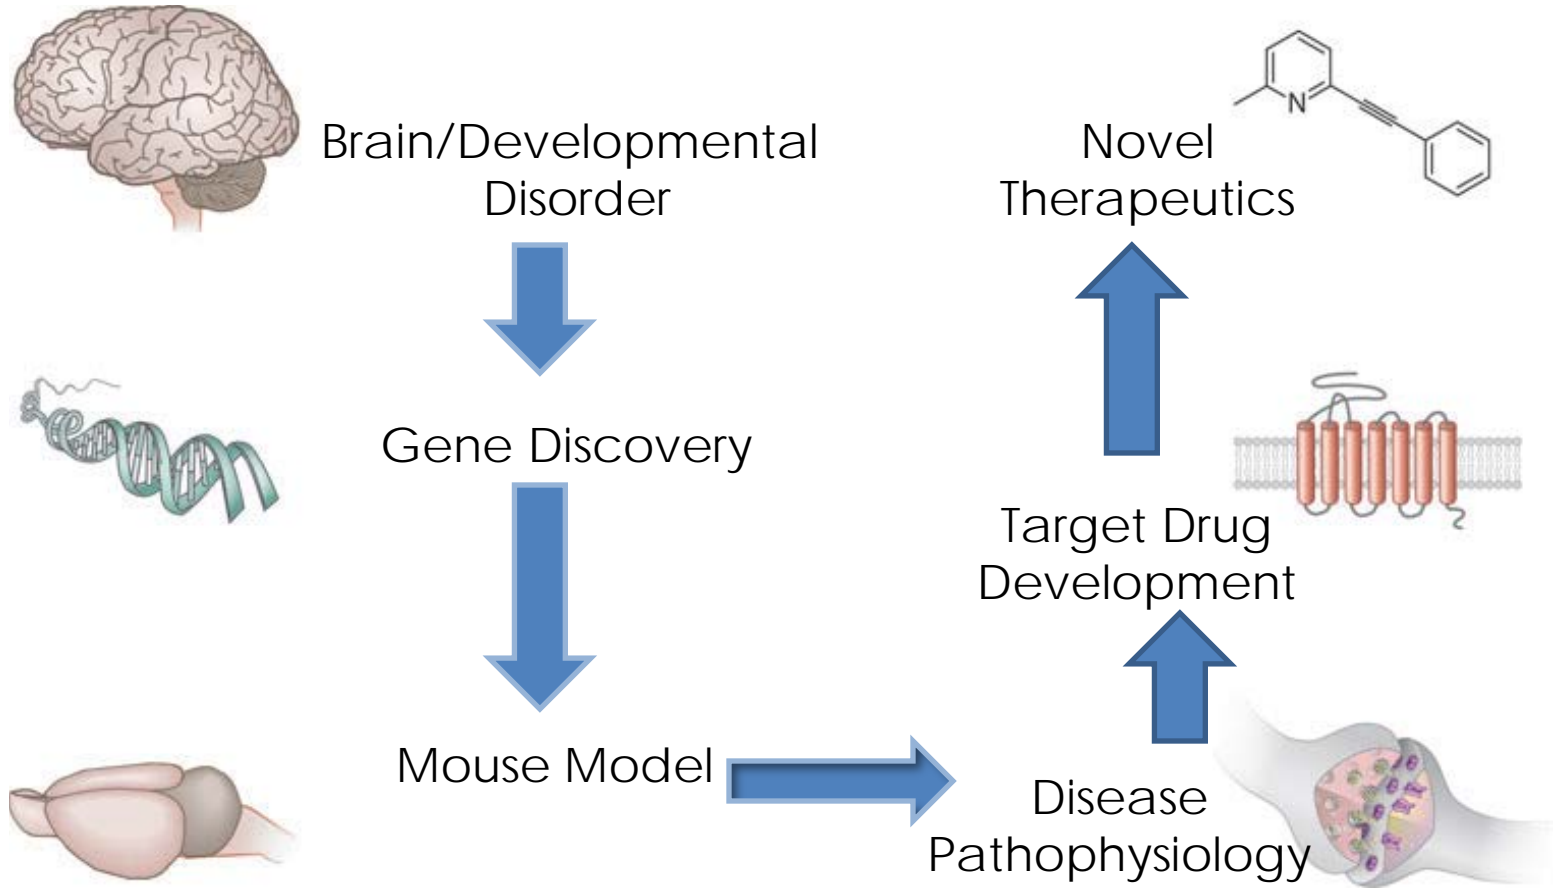 Brain/Developmental
Disorder
Gene Discovery
Mouse Model
Disease
Pathophysiology
Target Drug
Development
Novel
Therapeutics
N